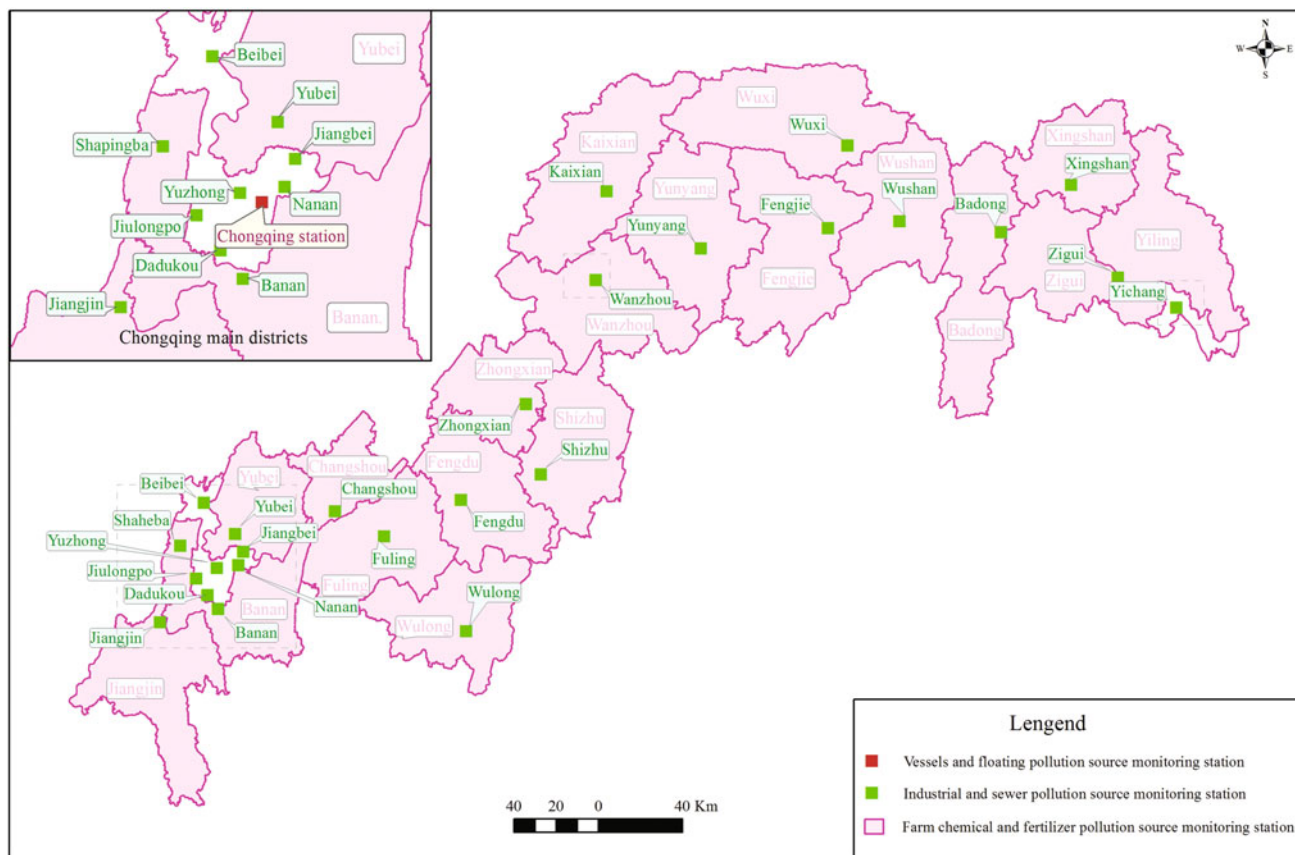 N
W E
S
Yubei
Beibei
Yubei
Jiangbei
Shapingba
Yuzhong
Nanan
Jiulongpo
Chongqing station
Dadukou
Banan
Jiangjin
Banan.
Chongqing main districts
Wuxi
Wuxi
Kaixian
Kaixian
Xingshan
Xingshan
Wushan
Wushan
Yunyang
Yunyang
Fengjie
Fengjie
Badong
Badong
Yiling
Zigui
Zigui
Yichang
Wanzhou
Wanzhou
Zhongxian
Zhongxian
Shizhu
Shizhu
Fengdu
Fengdu
Changshou
Changshou
Yubei
Beibei
Yubei
Shaheba
Jiangbei
Yuzhong
Fuling
Fuling
Jiulongpo
Dadukou
Nanan
Banan
Banan
Wulong
Wulong
Jiangjin
Jiangjin
40 20 0 40 Km
Lengend
Vessels and floating pollution source monitoring station
Industrial and sewer pollution source monitoring station
Farm chemical and fertilizer pollution source monitoring station